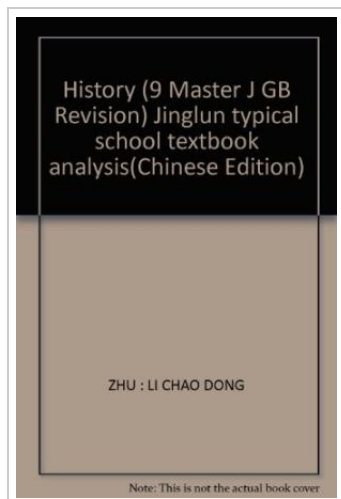 History (9 Master J GB
Revision) Jinglun typical
school textbook
analysis(Chinese Edition)
ZHU : LI CHAO DONG
Note: This is not the actual book cover